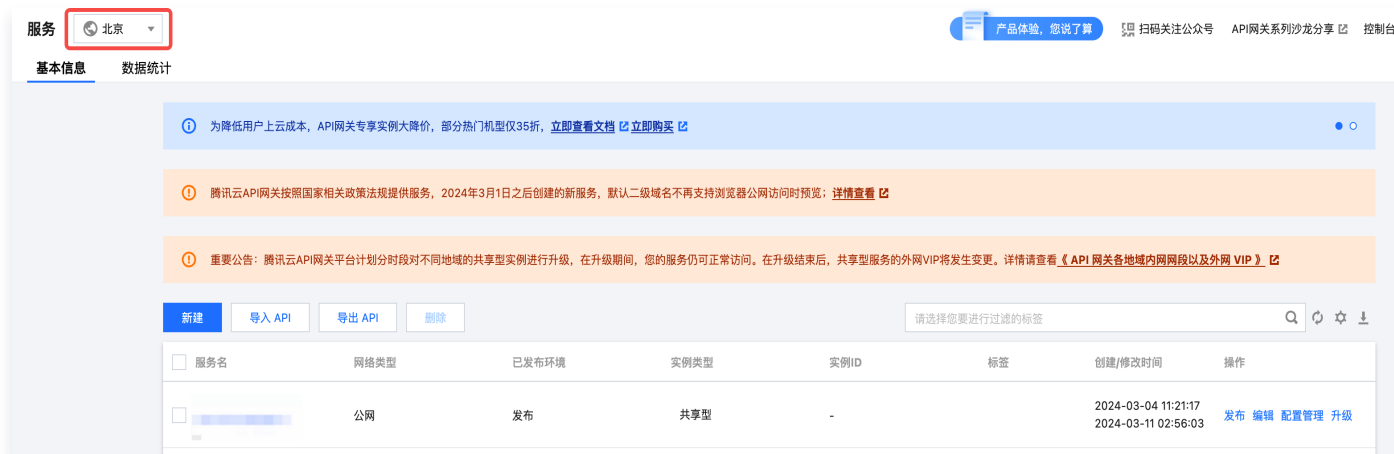 服务 北京 产品体验，您说了算 扫码关注公众号 API网关系列沙龙分享 控制台
基本信息 数据统计
为降低用户上云成本，API网关专享实例大降价，部分热门机型仅35折，立即查看文档 立即购买
腾讯云API网关按照国家相关政策法规提供服务，2024年3月1日之后创建的新服务，默认二级域名不再支持浏览器公网访问时预览；详情查看
重要公告：腾讯云API网关平台计划分时段对不同地域的共享型实例进行升级，在升级期间，您的服务仍可正常访问。在升级结束后，共享型服务的外网VIP将发生变更。详情请查看《 API 网关各地域内网网段以及外网 VIP 》
新建 导入 API 导出 API 删除 请选择您要进行过滤的标签
服务名 网络类型 已发布环境 实例类型 实例ID 标签 创建/修改时间 操作
公网 发布 共享型 - 2024-03-04 11:21:17 发布 编辑 配置管理 升级
2024-03-11 02:56:03